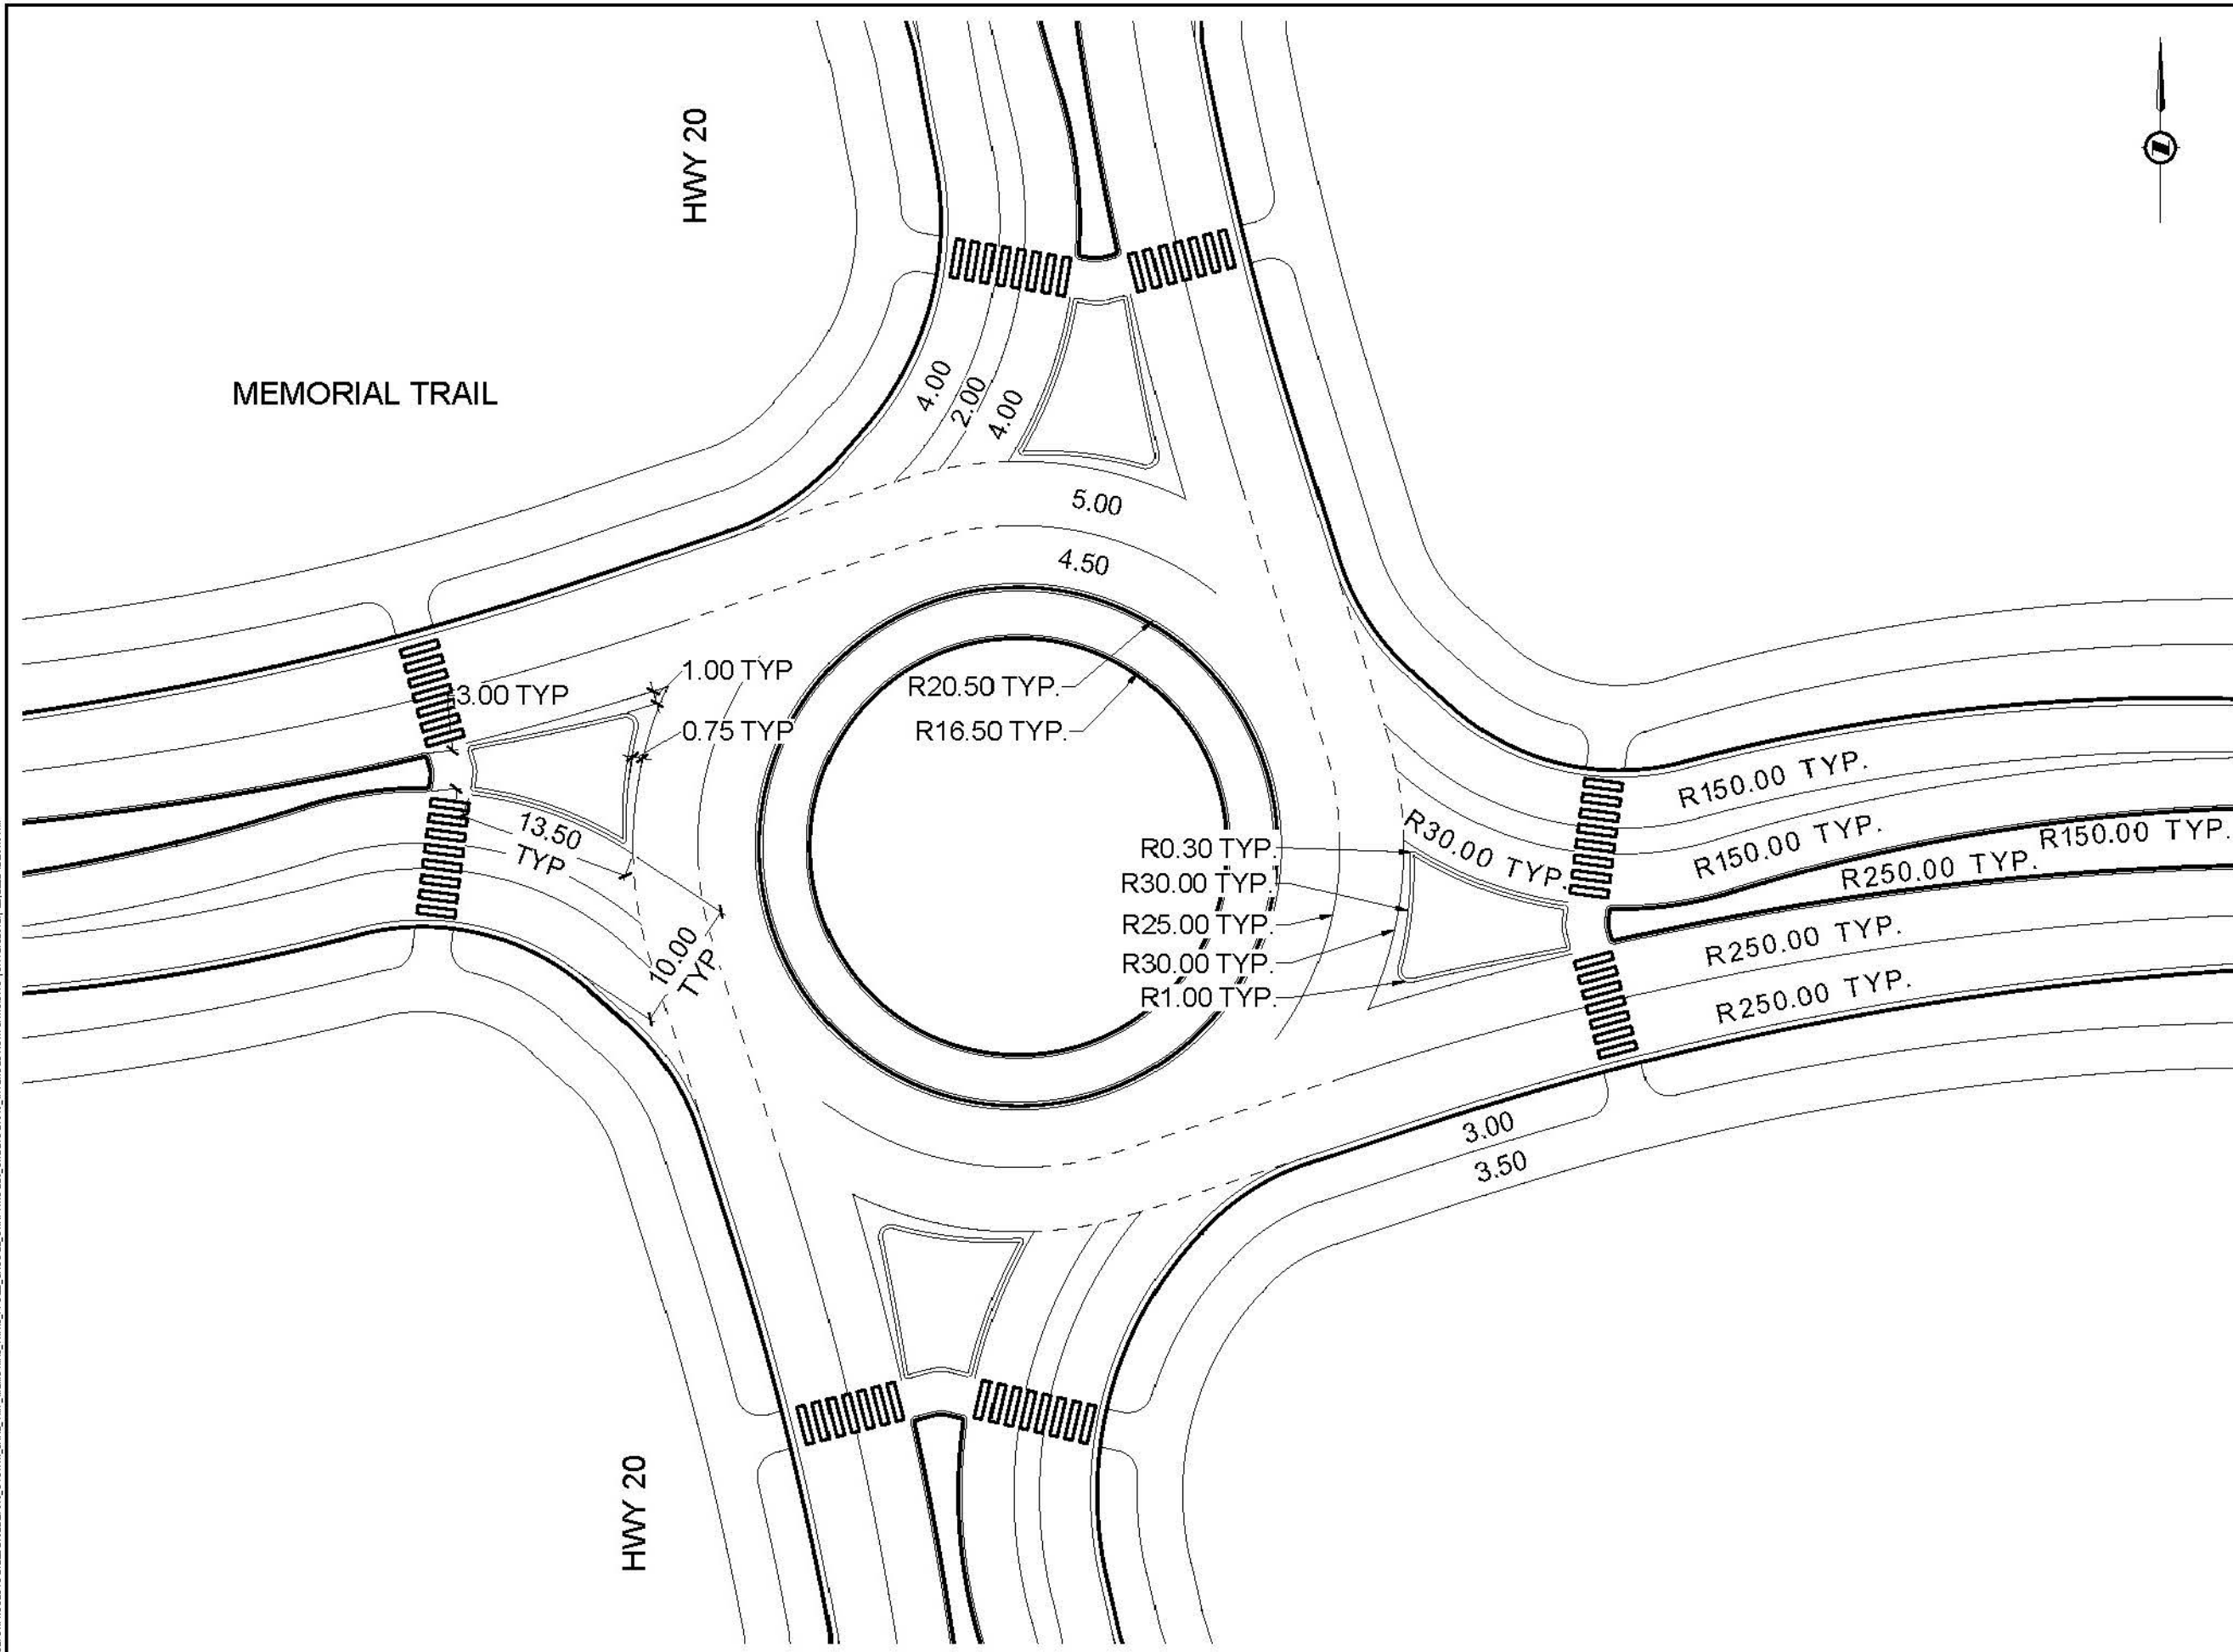 HWY 20
MEMORIAL TRAIL
4.00
2.00
4.00
5.00
4.50
1.00 TYP
3.00 TYP
0.75 TYP
R20.50 TYP.
R16.50 TYP.
13.50
TYP
10.00
TYP
R0.30 TYP.
R30.00 TYP.
R25.00 TYP.
R30.00 TYP.
R1.00 TYP.
R30.00 TYP.
R150.00 TYP.
R150.00 TYP.
R150.00 TYP.
R250.00 TYP.
R250.00 TYP.
R250.00 TYP.
3.00
3.50
HWY 20